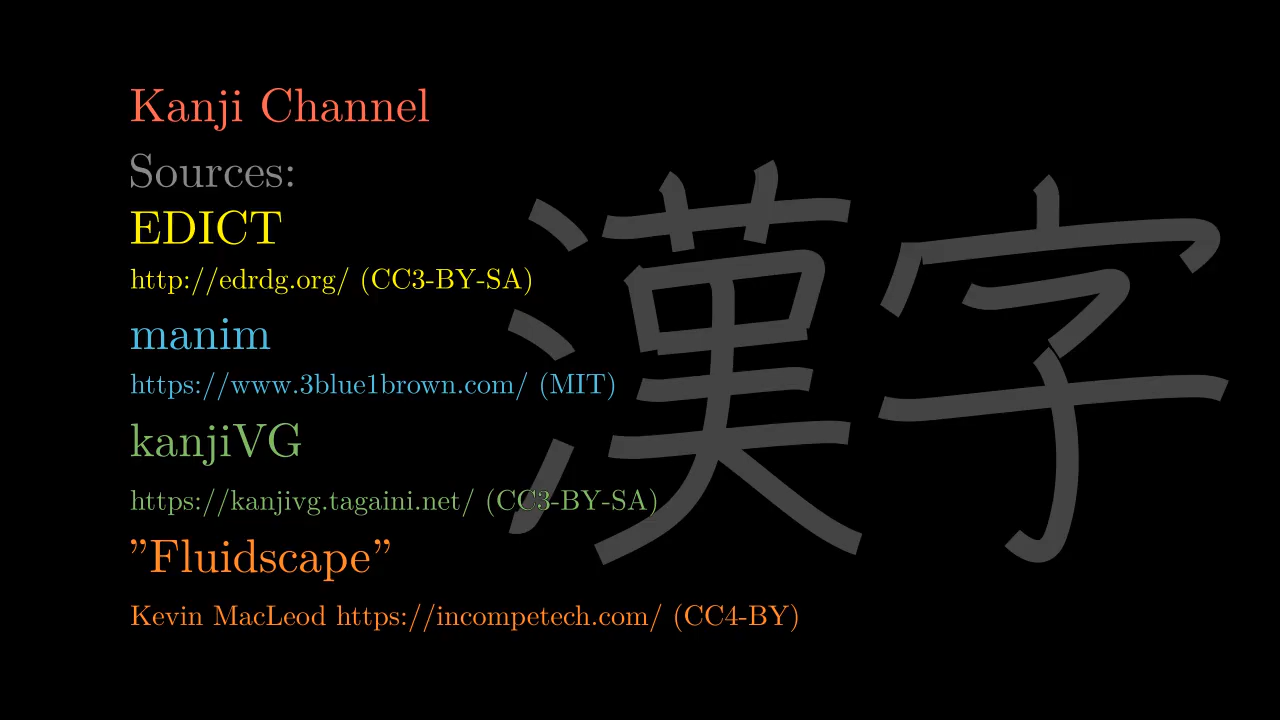 Kanji Channel
Sources:
EDICT
http://edrdg.org/ (CC3-BY-SA)
manim
https://www.3blue1brown.com/ (MIT)
kanjiVG
https://kanjivg.tagaini.net/ (CC3-BY-SA)
”Fluidscape”
Kevin MacLeod https://incompetech.com/ (CC4-BY)
漢字